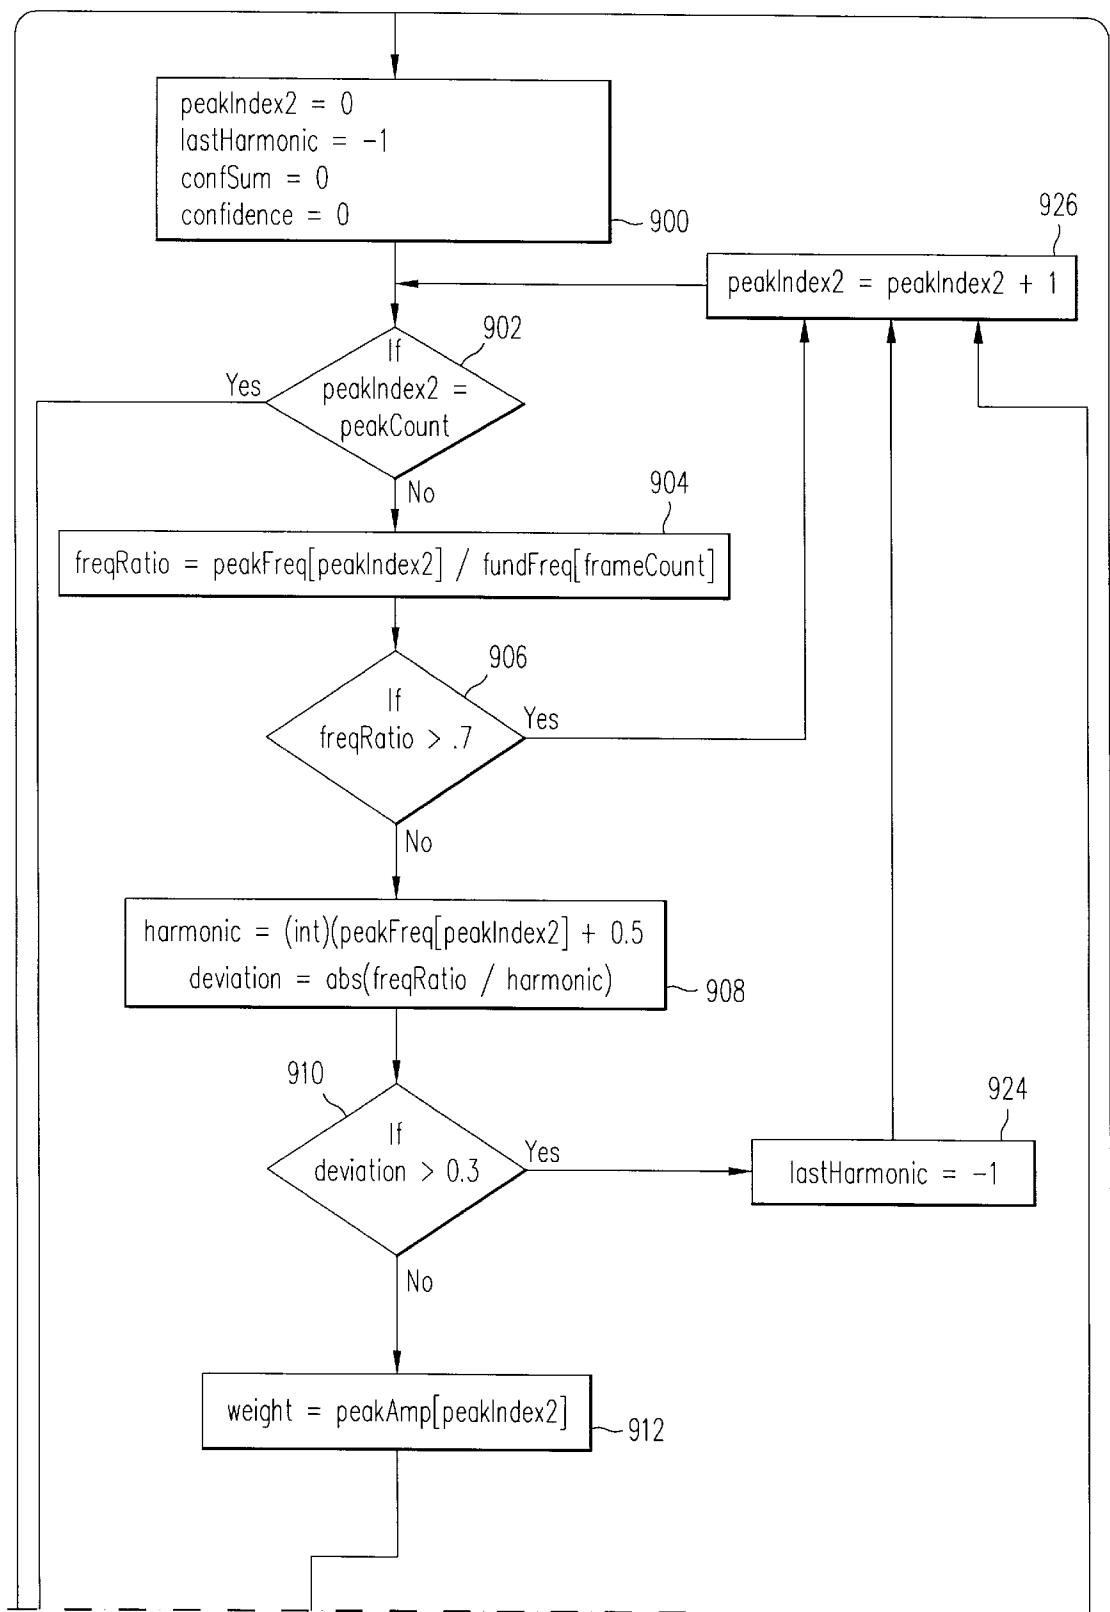 peakIndex2 = 0
lastHarmonic = -1
confSum = 0
confidence = 0
900
926
peakIndex2 = peakIndex2 + 1
902
If
peakIndex2 =
peakCount
Yes
No
904
freqRatio = peakFreq[peakIndex2] / fundFreq[frameCount]
906
If
freqRatio > .7
Yes
No
harmonic = (int)(peakFreq[peakIndex2] + 0.5
deviation = abs(freqRatio / harmonic)
908
910
If
deviation > 0.3
Yes
No
924
lastHarmonic = -1
weight = peakAmp[peakIndex2]
912